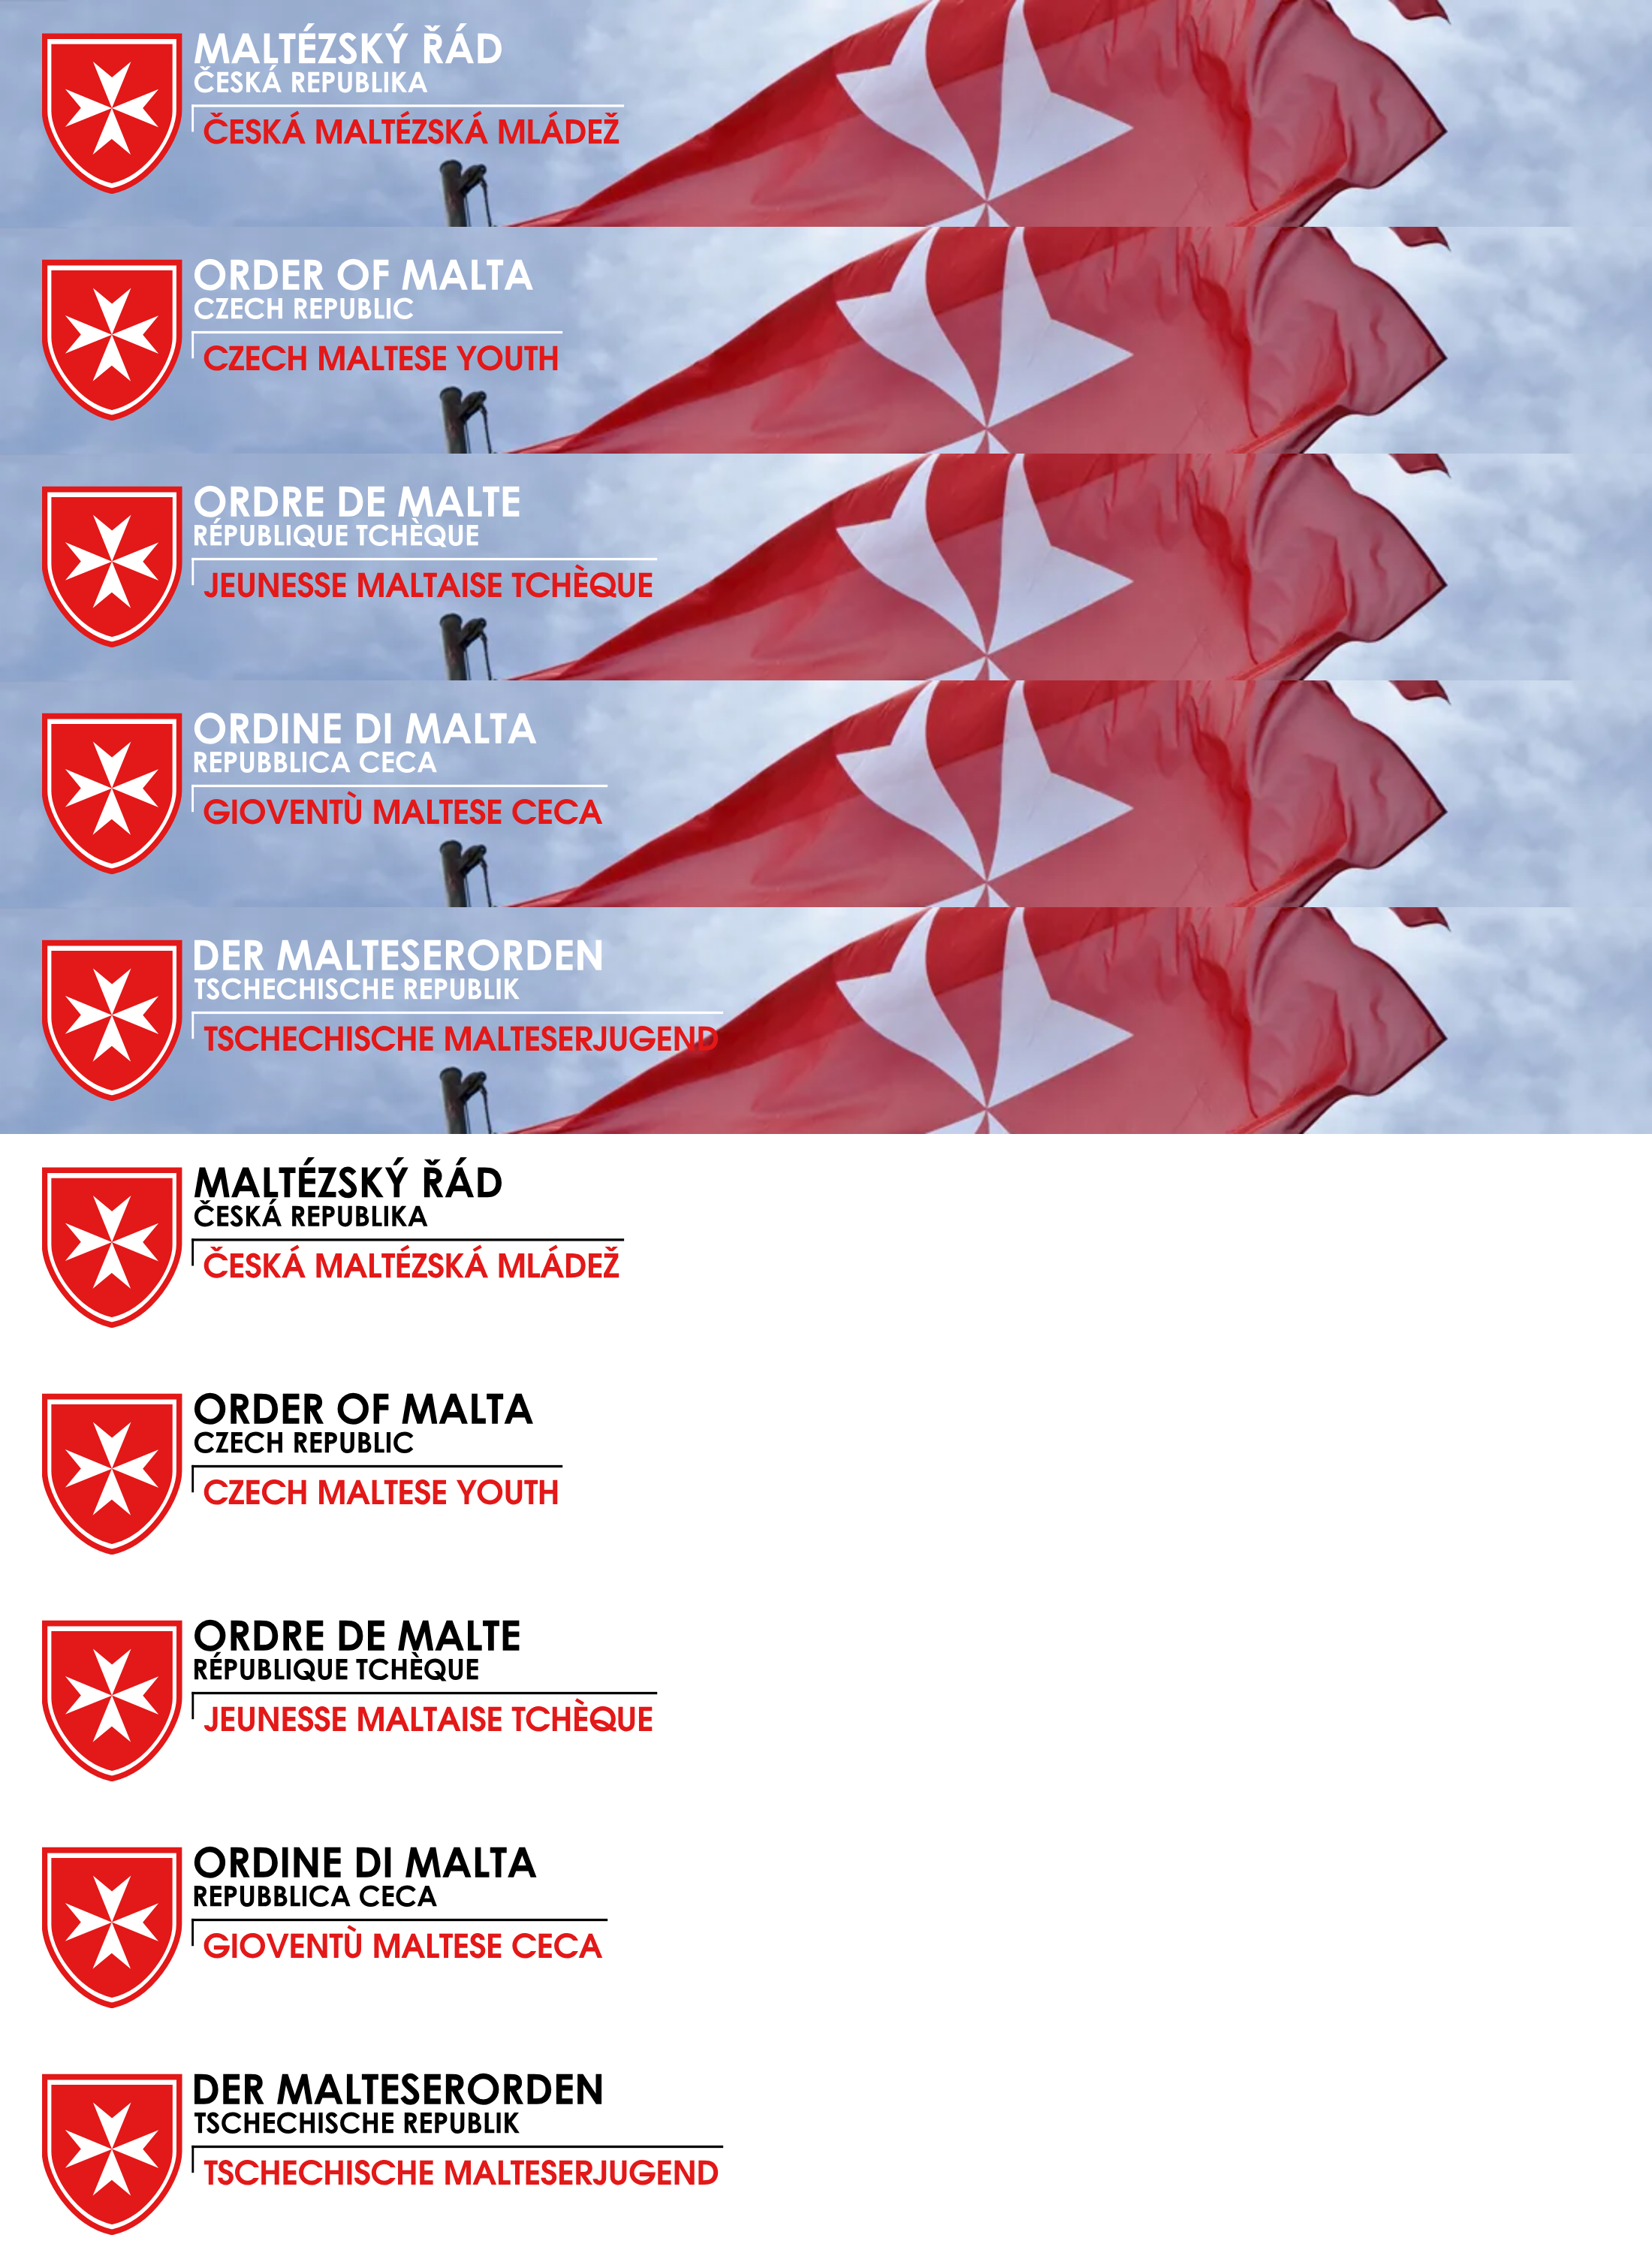 MALTÉZSKÝ ŘÁD
ČESKÁ REPUBLIKA
ČESKÁ MALTÉZSKÁ MLÁDEŽ
ORDER OF MALTA
CZECH REPUBLIC
CZECH MALTESE YOUTH
ORDRE DE MALTE
RÉPUBLIQUE TCHÈQUE
JEUNESSE MALTAISE TCHÈQUE
ORDINE DI MALTA
REPUBBLICA CECA
GIOVENTÙ MALTESE CECA
DER MALTESERORDEN
TSCHECHISCHE REPUBLIK
TSCHECHISCHE MALTESERJUGEND
MALTÉZSKÝ ŘÁD
ČESKÁ REPUBLIKA
ČESKÁ MALTÉZSKÁ MLÁDEŽ
ORDER OF MALTA
CZECH REPUBLIC
CZECH MALTESE YOUTH
ORDRE DE MALTE
RÉPUBLIQUE TCHÈQUE
JEUNESSE MALTAISE TCHÈQUE
ORDINE DI MALTA
REPUBBLICA CECA
GIOVENTÙ MALTESE CECA
DER MALTESERORDEN
TSCHECHISCHE REPUBLIK
TSCHECHISCHE MALTESERJUGEND